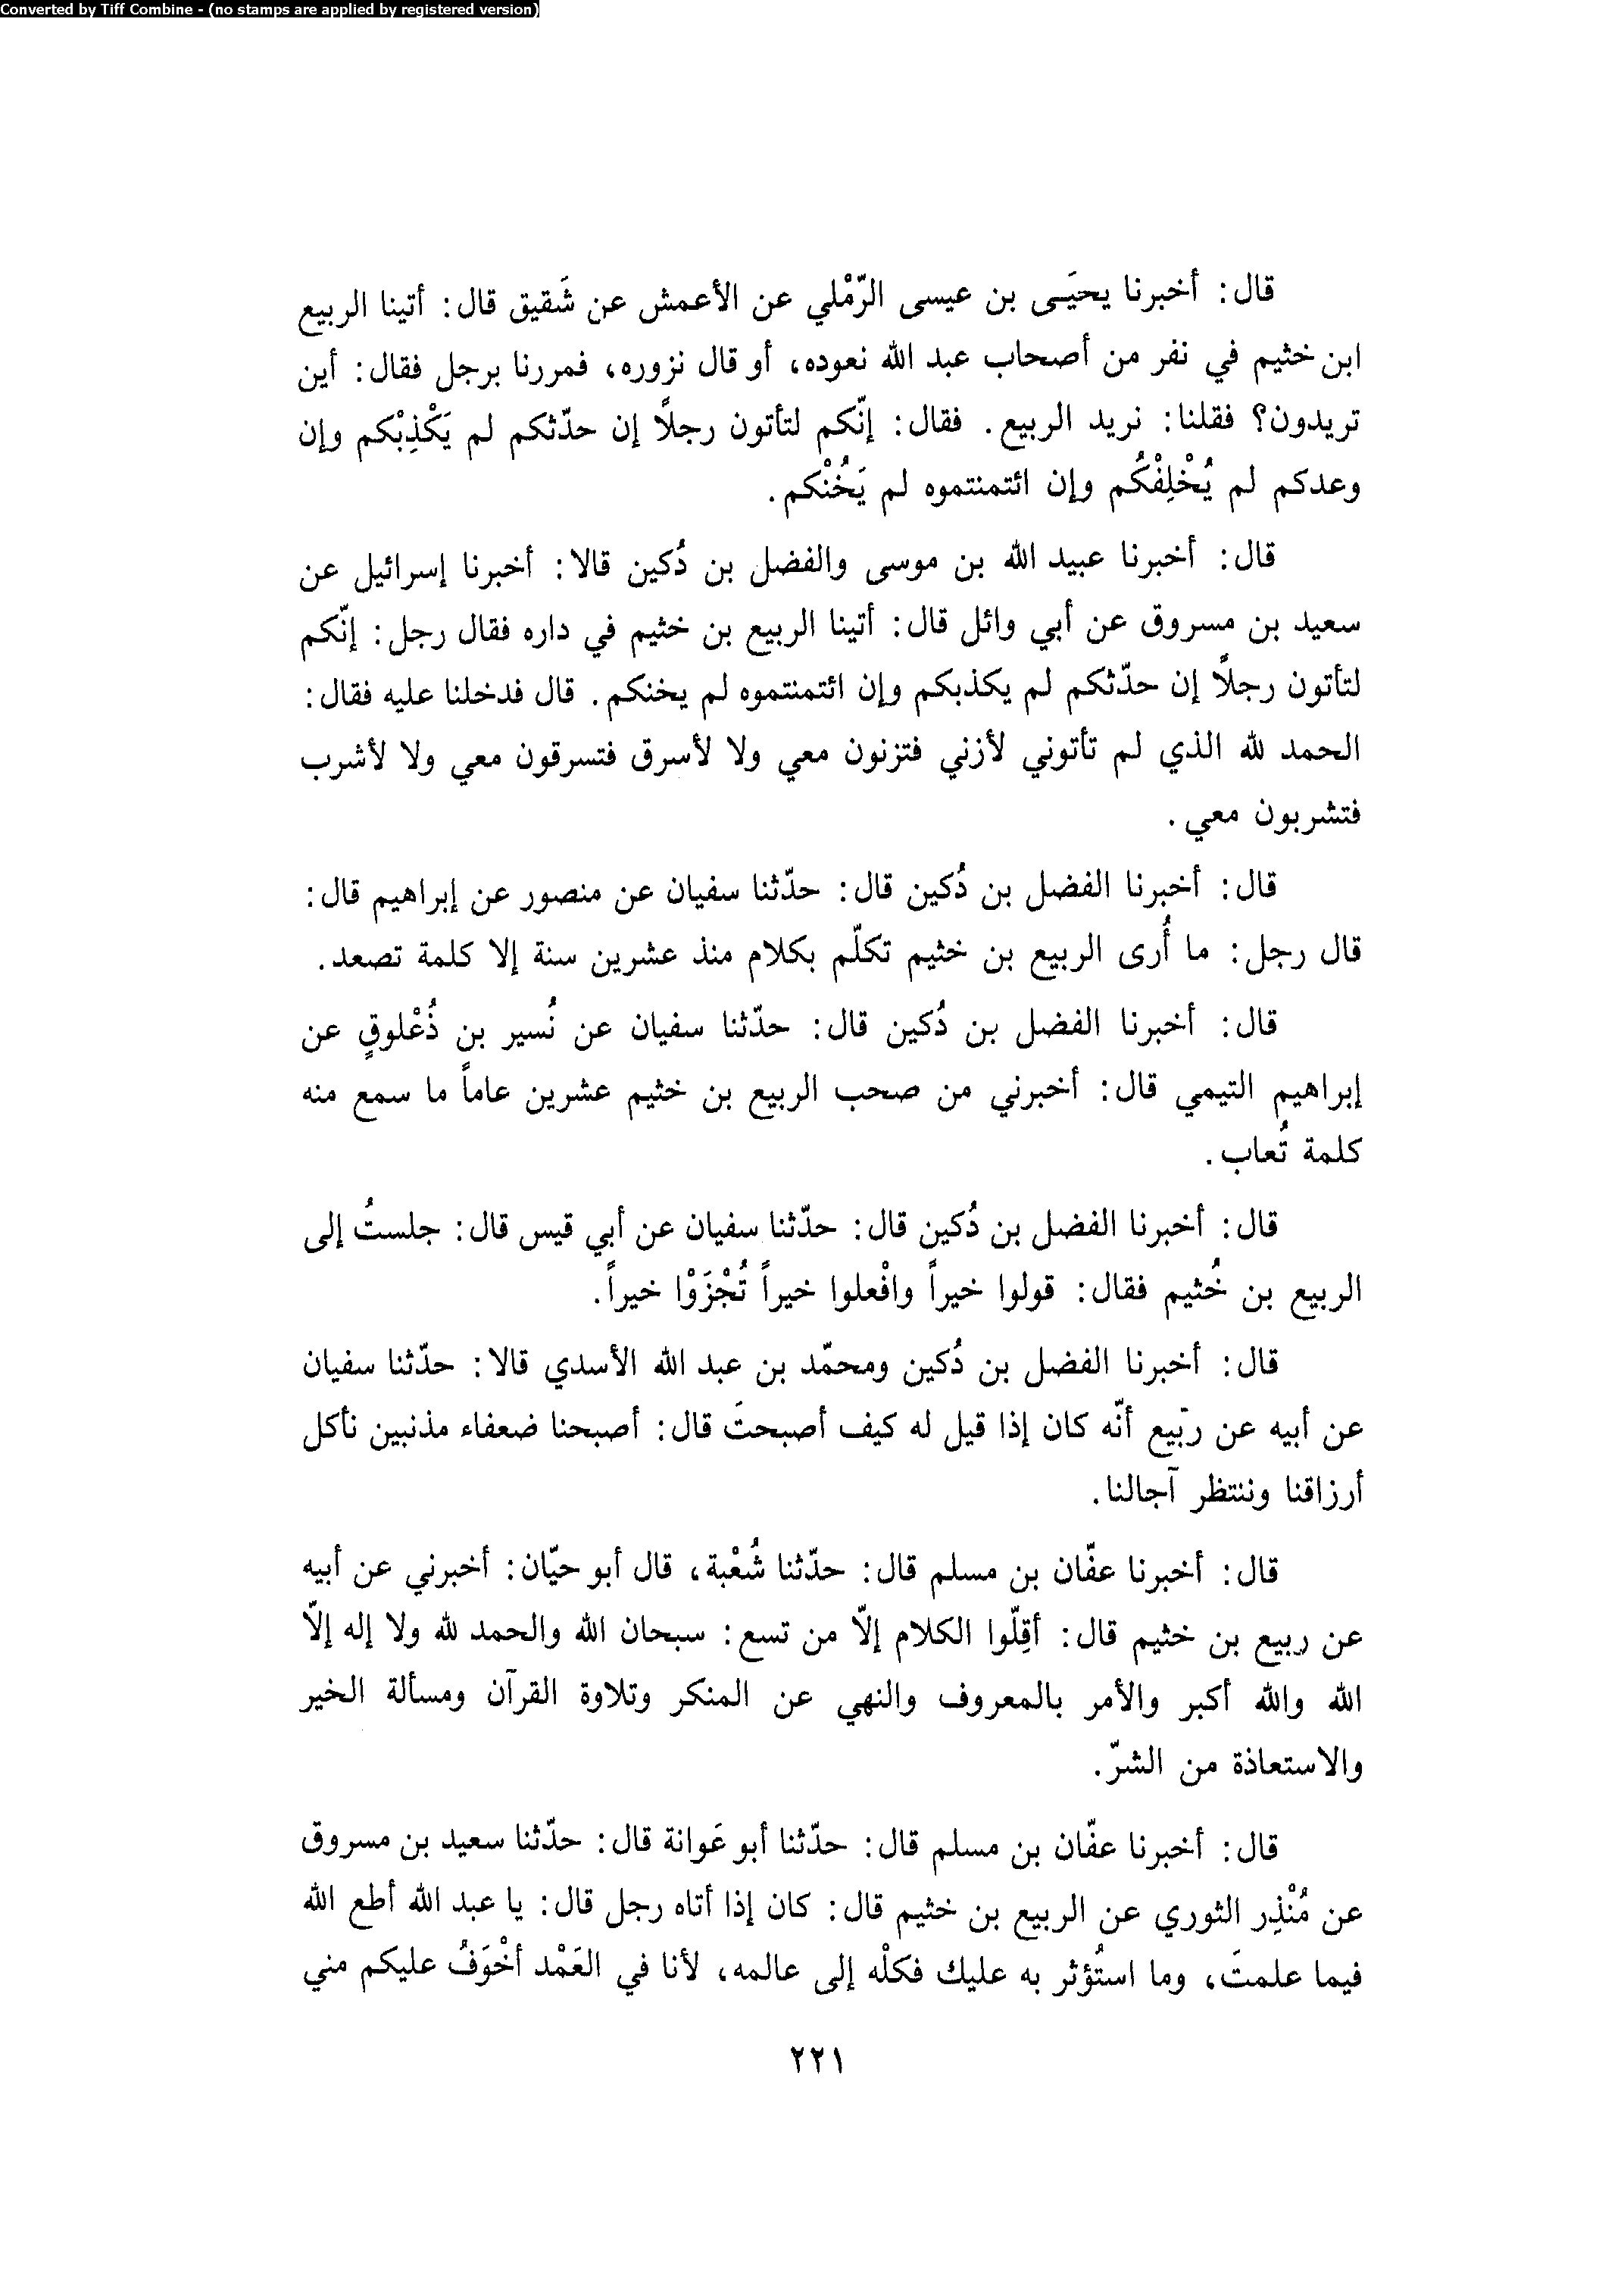 Converted by Tiff Combine - (no stamps are applied by registered version)
قال: أخبرنا يحيَـى بن عيسى الرّمْلي عن الأعمش عن شَقيق قال: أتينا الربيع
ابن خثيم في نفر من أصحاب عبد الله نعوده، أو قال نزوره، فمررنا برجل فقال: أين
تريدون؟ فقلنا: نريد الربيع. فقال: إنّكم لتأتون رجلاً إن حدّثكم لم يَكْذِبْكم وإن
وعدكم لم يُخْلِفْكُم وإن ائتمنتموه لم يَخُنْكم.
قال: أخبرنا عبيد الله بن موسى والفضل بن دُكين قالا: أخبرنا إسرائيل عن
سعيد بن مسروق عن أبي وائل قال: أتينا الربيع بن خثيم في داره فقال رجل: إنّكم
لتأتون رجلاً إن حدّثكم لم يكذبكم وإن ائتمنتموه لم يخنكم. قال فدخلنا عليه فقال:
الحمد لله الذي لم تأتوني لأزني فتزنون معي ولا لأسرق فتسرقون معي ولا لأشرب
فتشربون معي.
قال: أخبرنا الفضل بن دُكين قال: حدّثنا سفيان عن منصور عن إبراهيم قال:
قال رجل: ما أُرى الربيع بن خثيم تكلّم بكلام منذ عشرين سنة إلا كلمة تصعد.
قال: أخبرنا الفضل بن دُكين قال: حدّثنا سفيان عن نُسير بن ذُعْلوقٍ عن
إبراهيم التيمي قال: أخبرني من صحب الربيع بن خثيم عشرين عاماً ما سمع منه
كلمة تُعاب.
قال: أخبرنا الفضل بن دُكين قال: حدّثنا سفيان عن أبي قيس قال: جلستُ إلى
الربيع بن خُثيم فقال: قولوا خيراً وافْعلوا خيراً تُجْزَوْا خيراً.
قال: أخبرنا الفضل بن دُكين ومحمّد بن عبد الله الأسدي قالا: حدّثنا سفيان
عن أبيه عن ربّيع أنّه كان إذا قيل له كيف أصبحتَ قال: أصبحنا ضعفاء مذنبين نأكل
أرزاقنا وننتظر آجالنا.
قال: أخبرنا عفّان بن مسلم قال: حدّثنا شُعْبة، قال أبو حيّان: أخبرني عن أبيه
عن ربيع بن خثيم قال: أقِلّوا الكلام إلاّ من تسع: سبحان الله والحمد لله ولا إله إلاّ
الله والله أكبر والأمر بالمعروف والنهي عن المنكر وتلاوة القرآن ومسألة الخير
والاستعاذة من الشرّ.
قال: أخبرنا عفّان بن مسلم قال: حدّثنا أبو عَوانة قال: حدّثنا سعيد بن مسروق
عن مُنْذِر الثوري عن الربيع بن خثيم قال: كان إذا أتاه رجل قال: يا عبد الله أطع الله
فيما علمتَ، وما استُؤثر به عليك فكلْه إلى عالمه، لأنا في العَمْد أخْوَفُ عليكم مني
٢٢١